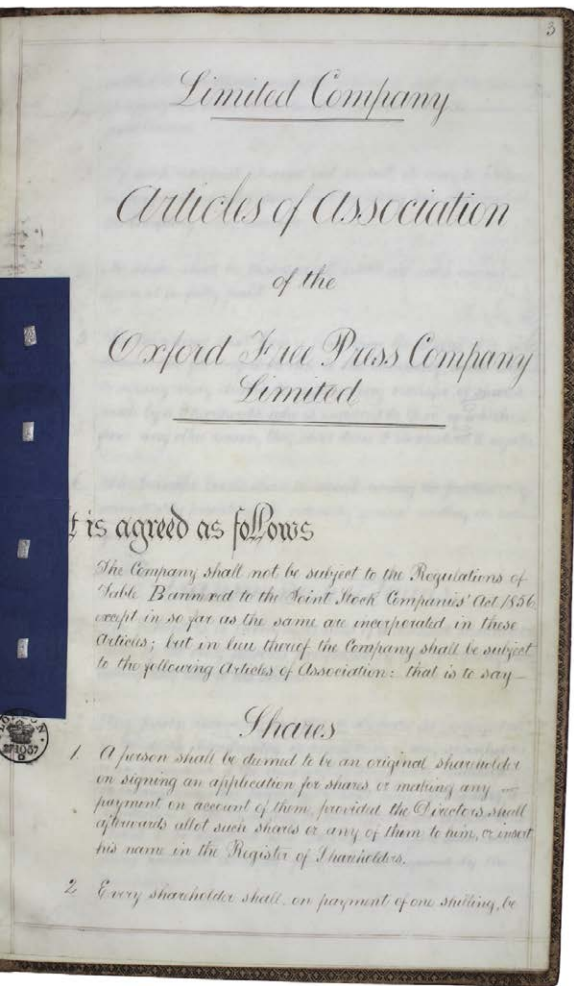 3
Limited Company
Articles of Association
of the
Oxford Free Press Company
Limited
t is agreed as follows
The Company shall not be subject to the Regulations of
Table B annexed to the Joint Stock Companies' Act 1856
except in so far as the same are incorporated in these
Articles; but in lieu thereof the Company shall be subject
to the following Articles of Association: that is to say—
Shares
LONDON
1. A person shall be deemed to be an original shareholder
on signing an application for shares, or making any —
payment on account of them, provided the Directors shall
afterwards allot such shares or any of them to him, or insert
his name in the Register of Shareholders.
2. Every shareholder shall, on payment of one shilling, be